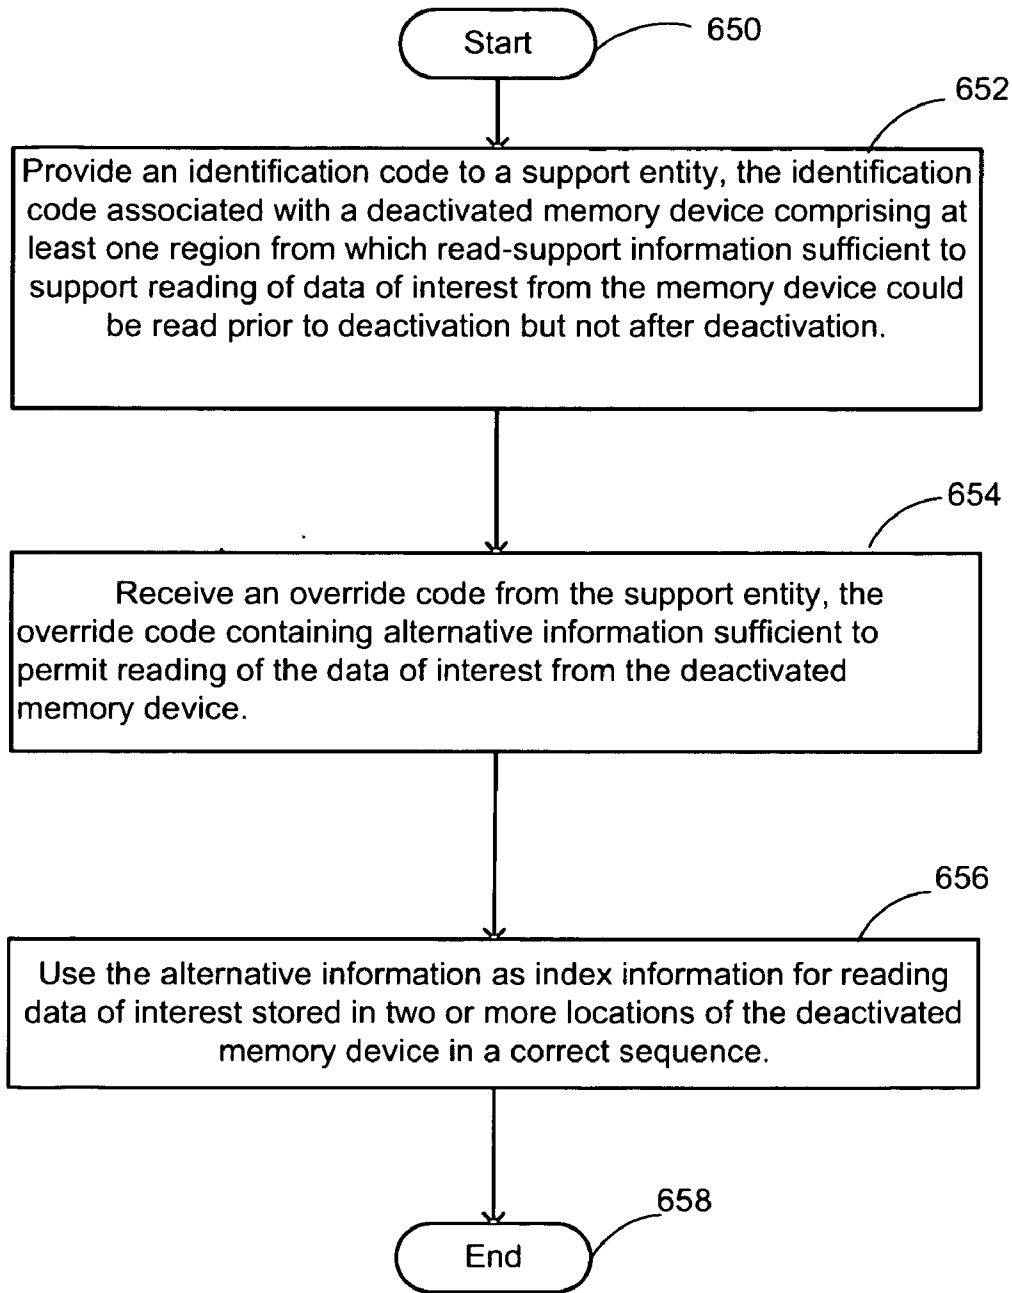 Start
650
652
Provide an identification code to a support entity, the identification
code associated with a deactivated memory device comprising at
least one region from which read-support information sufficient to
support reading of data of interest from the memory device could
be read prior to deactivation but not after deactivation.
654
Receive an override code from the support entity, the
override code containing alternative information sufficient to
permit reading of the data of interest from the deactivated
memory device.
656
Use the alternative information as index information for reading
data of interest stored in two or more locations of the deactivated
memory device in a correct sequence.
658
End